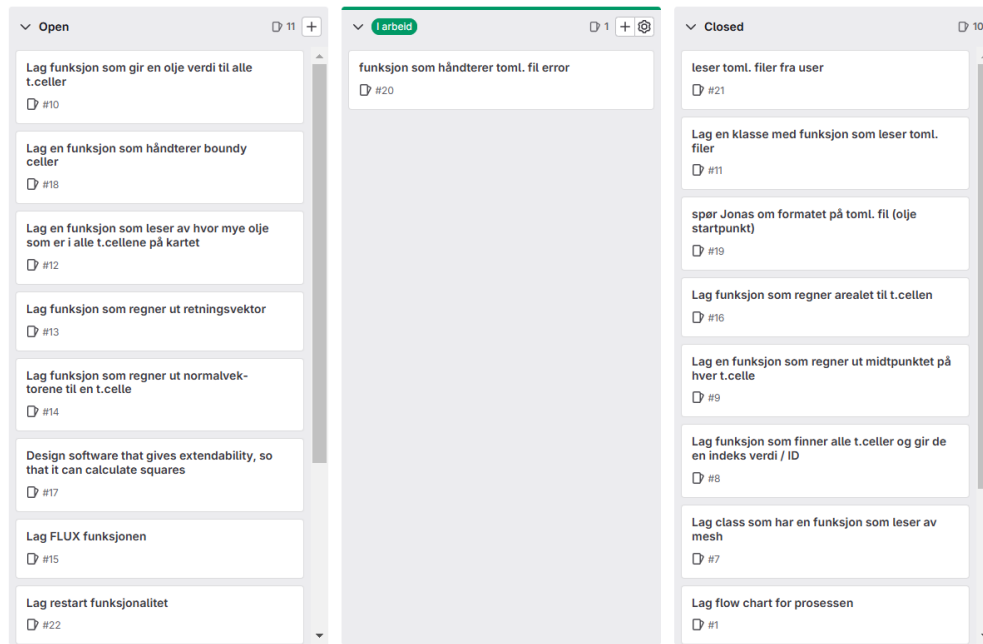 Open
11
Lag funksjon som gir en olje verdi til alle
t.celler
#10
Lag en funksjon som håndterer boundy
celler
#18
Lag en funksjon som leser av hvor mye olje
som er i alle t.cellene på kartet
#12
Lag funksjon som regner ut retningsvektor
#13
Lag funksjon som regner ut normalvek-
torene til en t.celle
#14
Design software that gives extendability, so
that it can calculate squares
#17
Lag FLUX funksjonen
#15
Lag restart funksjonalitet
#22
I arbeid
1
funksjon som håndterer toml. fil error
#20
Closed
10
leser toml. filer fra user
#21
Lag en klasse med funksjon som leser toml.
filer
#11
spør Jonas om formatet på toml. fil (olje
startpunkt)
#19
Lag funksjon som regner arealet til t.cellen
#16
Lag en funksjon som regner ut midtpunktet på
hver t.celle
#9
Lag funksjon som finner alle t.celler og gir de
en indeks verdi / ID
#8
Lag class som har en funksjon som leser av
mesh
#7
Lag flow chart for prosessen
#1